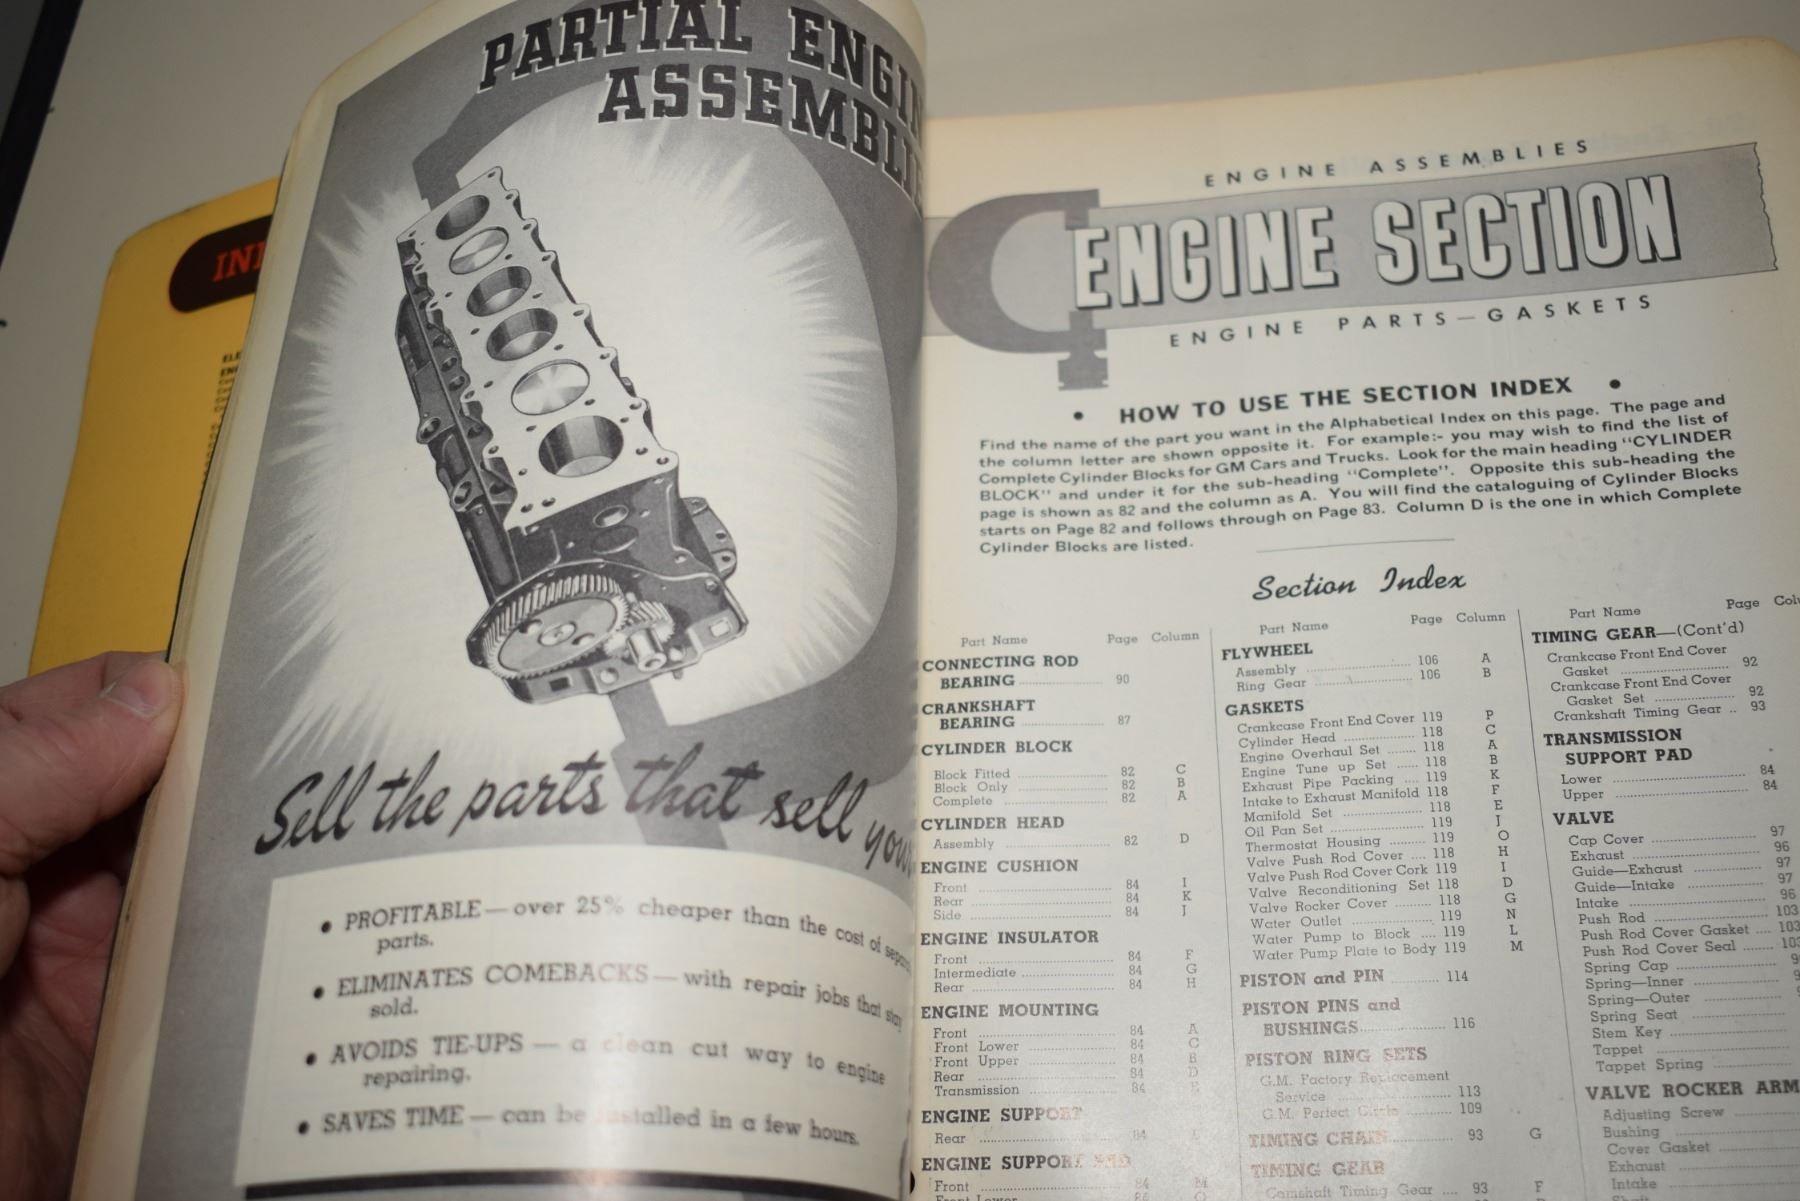 PARTIAL
ASSEMBLIES
Sell the parts that sell
• PROFITABLE—over 25% cheaper than the cost of
parts.
• ELIMINATES COMEBACKS—with repair jobs that stay
sold.
• AVOIDS TIE-UPS — a clean cut way to engine
repairing.
• SAVES TIME — can be installed in a few hours.
ENGINE ASSEMBLIES
ENGINE SECTION
ENGINE PARTS—GASKETS
• HOW TO USE THE SECTION INDEX •
Find the name of the part you want in the Alphabetical Index on this page. The page and
the column letter are shown opposite it. For example:- you may wish to find the list of
Complete Cylinder Blocks for GM Cars and Trucks. Look for the main heading "CYLINDER
BLOCK" and under it for the sub-heading "Complete". Opposite this sub-heading the
page is shown as 82 and the column as A. You will find the cataloguing of Cylinder Blocks
starts on Page 82 and follows through on Page 83. Column D is the one in which Complete
Cylinder Blocks are listed.
Section Index
Part Name Page Column
CONNECTING ROD
BEARING 90
CRANKSHAFT
BEARING 87
CYLINDER BLOCK
Block Fitted 82 C
Block Only 82 B
Complete 82 A
CYLINDER HEAD
Assembly 82 D
ENGINE CUSHION
Front 84 I
Rear 84 K
Side 84 J
ENGINE INSULATOR
Front 84 F
Intermediate 84 G
Rear 84 H
ENGINE MOUNTING
Front 84 A
Front Lower 84 C
Front Upper 84 B
Rear 84 D
Transmission 84 E
ENGINE SUPPORT
Rear 84
ENGINE SUPPORT PAD
Front 84 M
Front Lower
Part Name Page Column
FLYWHEEL
Assembly 106 A
Ring Gear 106 B
GASKETS
Crankcase Front End Cover 119 P
Cylinder Head 118 C
Engine Overhaul Set 118 A
Engine Tune up Set 118 B
Exhaust Pipe Packing 119 K
Intake to Exhaust Manifold 118 F
Manifold Set 118 E
Oil Pan Set 119 J
Thermostat Housing 119 O
Valve Push Rod Cover 118 H
Valve Push Rod Cover Cork 119 I
Valve Reconditioning Set 118 D
Valve Rocker Cover 118 G
Water Outlet 119 N
Water Pump to Block 119 L
Water Pump Plate to Body 119 M
PISTON and PIN 114
PISTON PINS and
BUSHINGS 116
PISTON RING SETS
G.M. Factory Replacement
Service 113
G.M. Perfect Circle 109
TIMING CHAIN 93 G
TIMING GEAR
Camshaft Timing Gear 93 F
Part Name Page
TIMING GEAR—(Cont'd)
Crankcase Front End Cover
Gasket 92
Crankcase Front End Cover
Gasket Set 92
Crankshaft Timing Gear 93
TRANSMISSION
SUPPORT PAD
Lower 84
Upper 84
VALVE
Cap Cover 97
Exhaust 96
Guide—Exhaust 97
Guide—Intake 97
Intake 96
Push Rod 103
Push Rod Cover Gasket 103
Push Rod Cover Seal
Spring Cap
Spring—Inner
Spring—Outer
Spring Seat
Stem Key
Tappet
Tappet Spring
VALVE ROCKER ARM
Adjusting Screw
Bushing
Cover Gasket
Exhaust
Intake